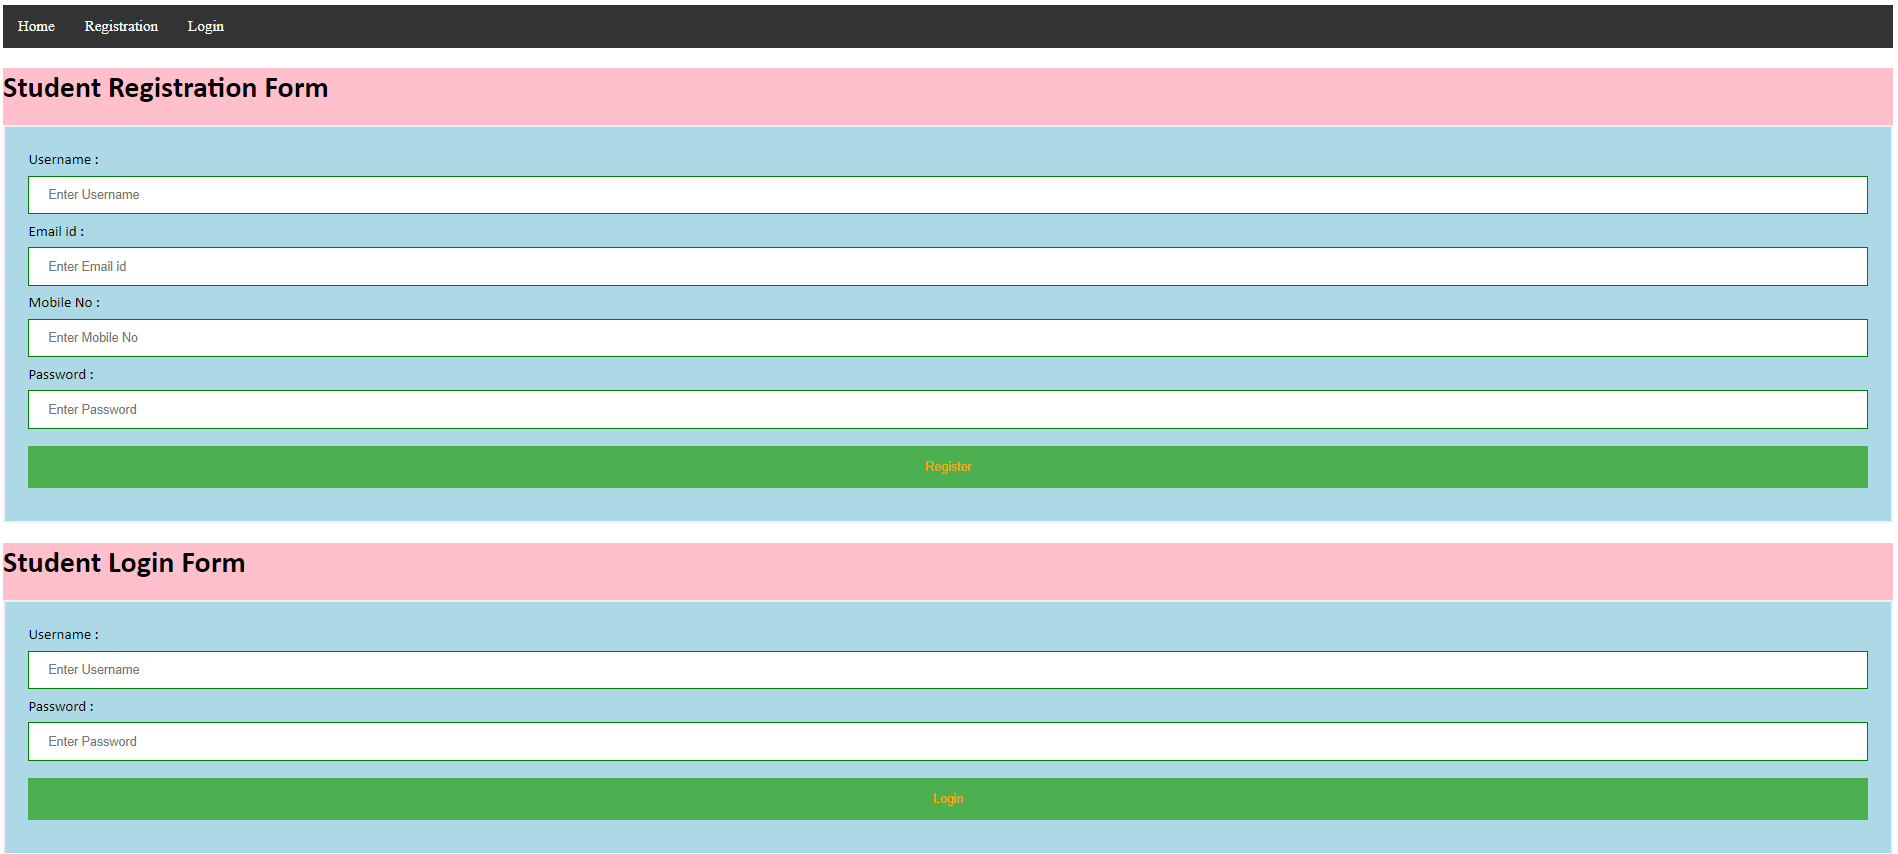 Home Registration Login
Student Registration Form
Username :
Enter Username
Email id :
Enter Email id
Mobile No :
Enter Mobile No
Password :
Enter Password
Register
Student Login Form
Username :
Enter Username
Password :
Enter Password
Login